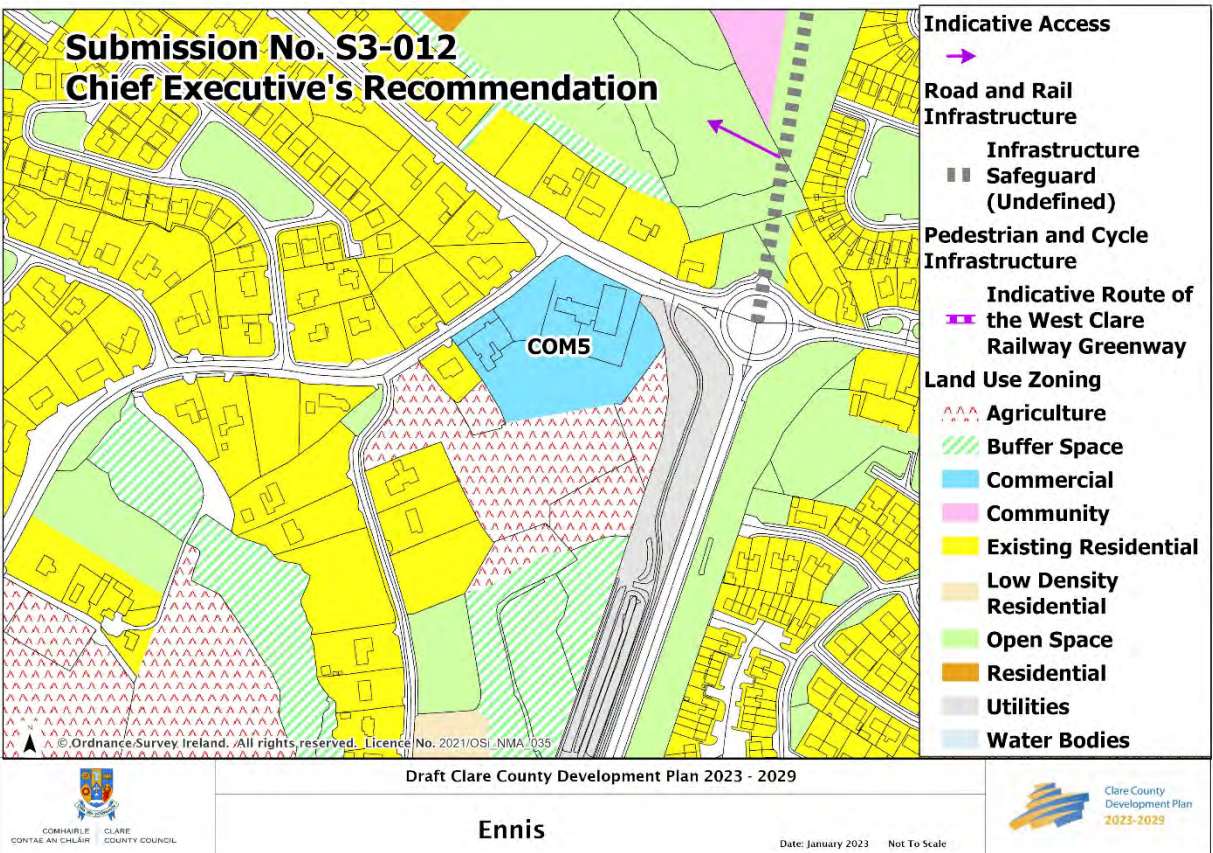 Submission No. S3-012
Chief Executive's Recommendation
COM5
N
© Ordnance Survey Ireland. All rights reserved. Licence No. 2021/OSi_NMA_035
Indicative Access
Road and Rail
Infrastructure
Infrastructure
Safeguard
(Undefined)
Pedestrian and Cycle
Infrastructure
Indicative Route of
the West Clare
Railway Greenway
Land Use Zoning
Agriculture
Buffer Space
Commercial
Community
Existing Residential
Low Density
Residential
Open Space
Residential
Utilities
Water Bodies
COMHAIRLE CLARE
CONTAE AN CHLÁIR COUNTY COUNCIL
Draft Clare County Development Plan 2023 - 2029
Ennis
Date: January 2023 Not To Scale
Clare County
Development Plan
2023-2029